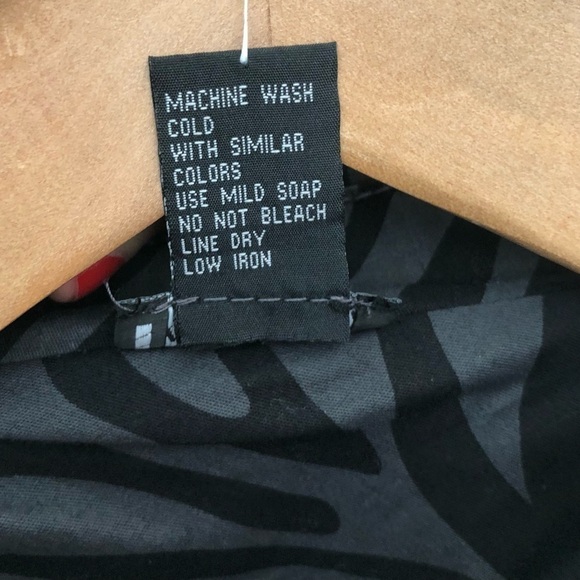 MACHINE WASH
COLD
WITH SIMILAR
COLORS
USE MILD SOAP
NO NOT BLEACH
LINE DRY
LOW IRON